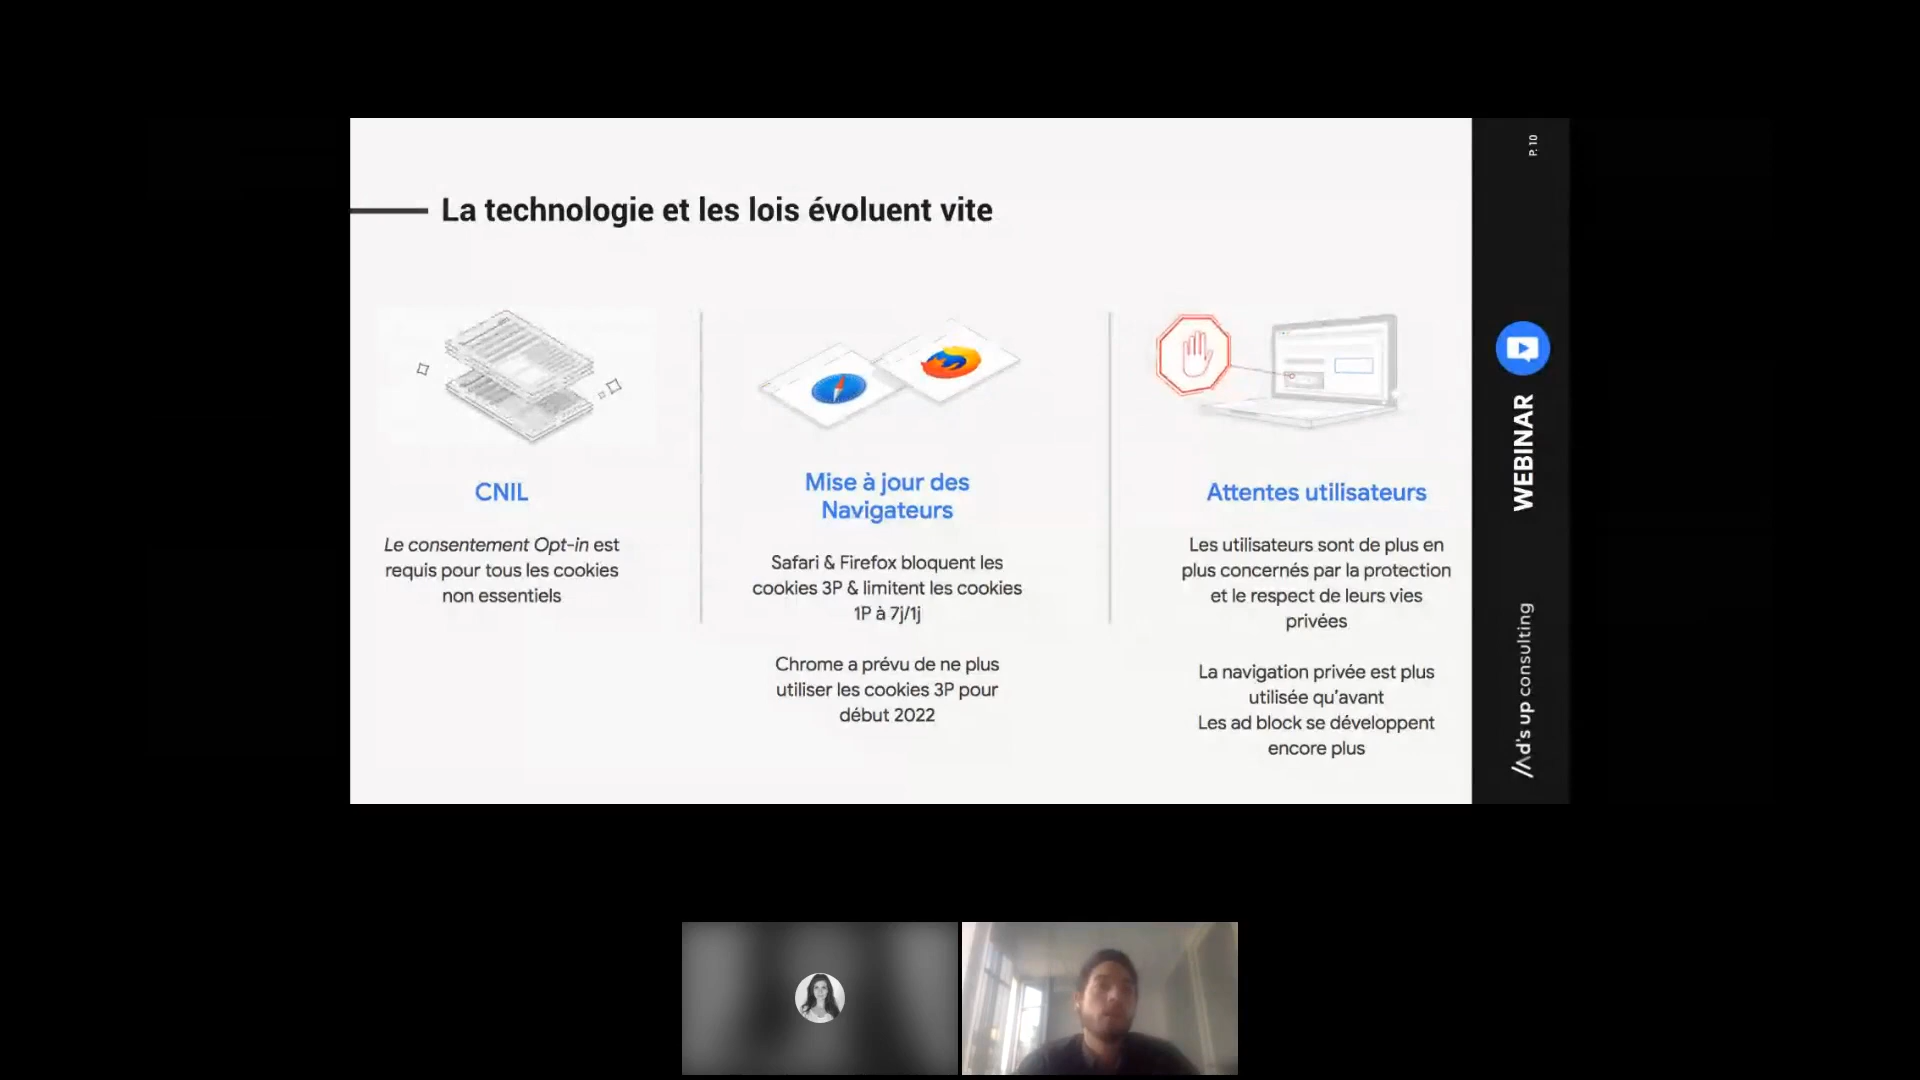 P. 10
La technologie et les lois évoluent vite
CNIL
Le consentement Opt-in est
requis pour tous les cookies
non essentiels
Mise à jour des
Navigateurs
Safari & Firefox bloquent les
cookies 3P & limitent les cookies
1P à 7j/1j
Chrome a prévu de ne plus
utiliser les cookies 3P pour
début 2022
Attentes utilisateurs
Les utilisateurs sont de plus en
plus concernés par la protection
et le respect de leurs vies
privées
La navigation privée est plus
utilisée qu'avant
Les ad block se développent
encore plus
WEBINAR
//Ad's up consulting